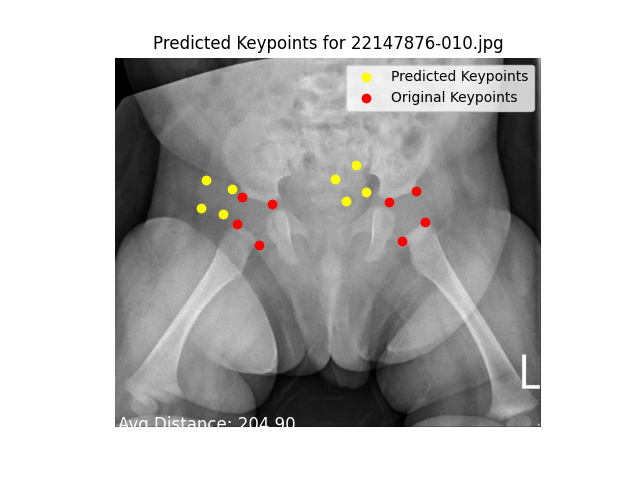 Predicted Keypoints for 22147876-010.jpg
Predicted Keypoints
Original Keypoints
L
Avg Distance: 204.90